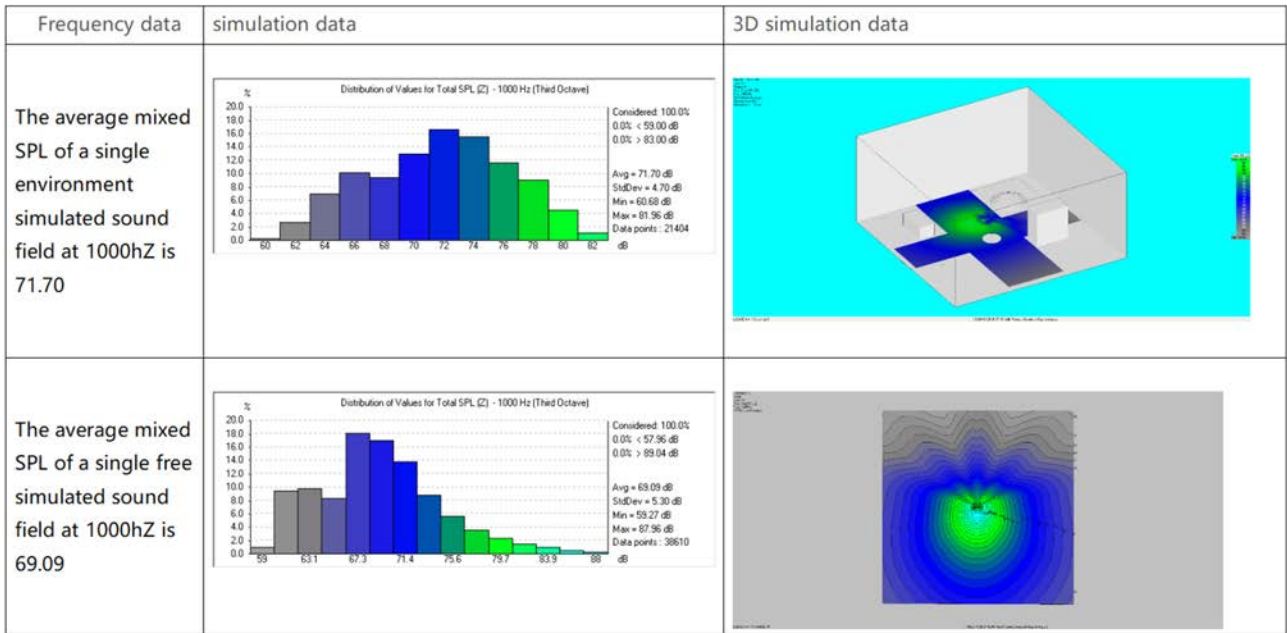 Frequency data
simulation data
3D simulation data
The average mixed
SPL of a single
environment
simulated sound
field at 1000hZ is
71.70
Distribution of Values for Total SPL (Z) - 1000 Hz (Third Octave)
%
20.0
18.0
16.0
14.0
12.0
10.0
8.0
6.0
4.0
2.0
0.0
60 62 64 66 68 70 72 74 76 78 80 82 dB
Considered: 100.0%
0.0% < 59.00 dB
0.0% > 83.00 dB
Avg = 71.70 dB
StdDev = 4.70 dB
Min = 60.68 dB
Max = 81.96 dB
Data points : 21404
The average mixed
SPL of a single free
simulated sound
field at 1000hZ is
69.09
Distribution of Values for Total SPL (Z) - 1000 Hz (Third Octave)
%
20.0
18.0
16.0
14.0
12.0
10.0
8.0
6.0
4.0
2.0
0.0
59 63.1 67.3 71.4 75.6 79.7 83.9 88 dB
Considered: 100.0%
0.0% < 57.96 dB
0.0% > 89.04 dB
Avg = 69.09 dB
StdDev = 5.30 dB
Min = 59.27 dB
Max = 87.96 dB
Data points : 38610